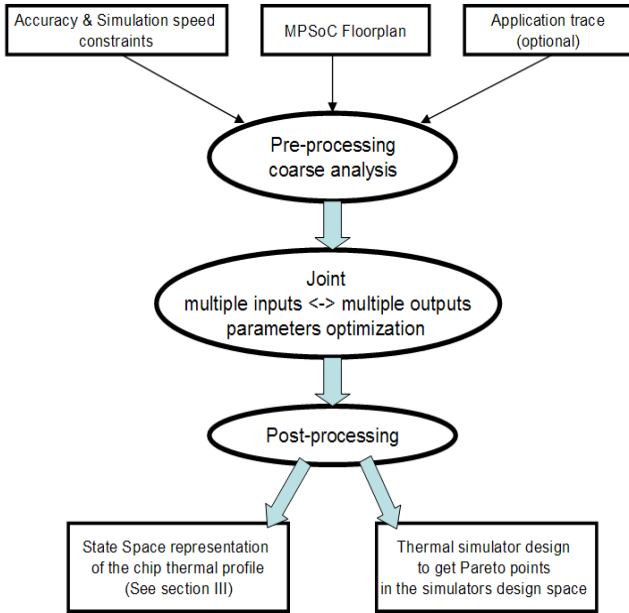 Accuracy & Simulation speed
constraints
MPSoC Floorplan
Application trace
(optional)
Pre-processing
coarse analysis
Joint
multiple inputs <-> multiple outputs
parameters optimization
Post-processing
State Space representation
of the chip thermal profile
(See section III)
Thermal simulator design
to get Pareto points
in the simulators design space